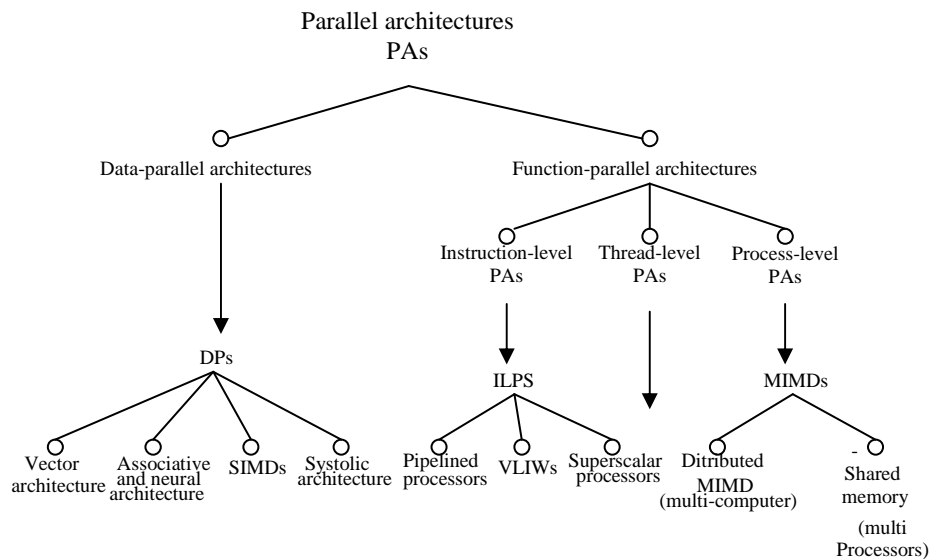 Parallel architectures
PAs
Data-parallel architectures
Function-parallel architectures
Instruction-level
PAs
Thread-level
PAs
Process-level
PAs
DPs
ILPS
MIMDs
Vector
architecture
Associative
and neural
architecture
SIMDs
Systolic
architecture
Pipelined
processors
VLIWs
Superscalar
processors
Ditributed
MIMD
(multi-computer)
-
Shared
memory
(multi
Processors)